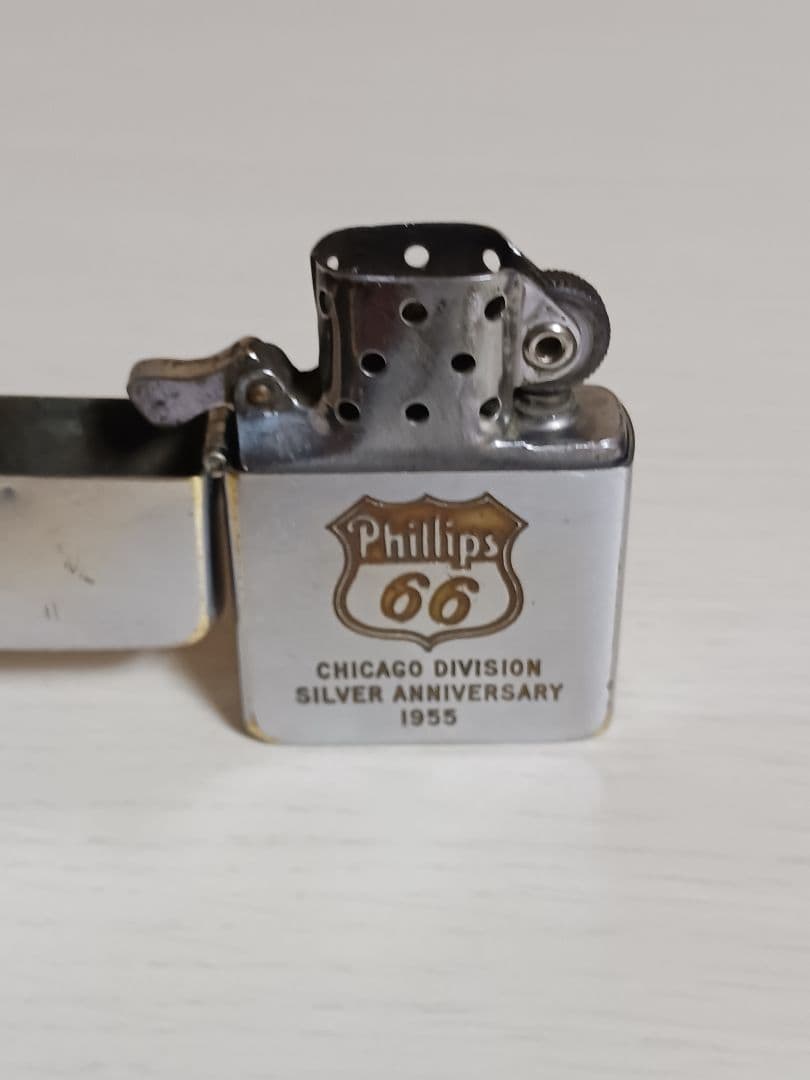 Phillips
66
CHICAGO DIVISION
SILVER ANNIVERSARY
1955